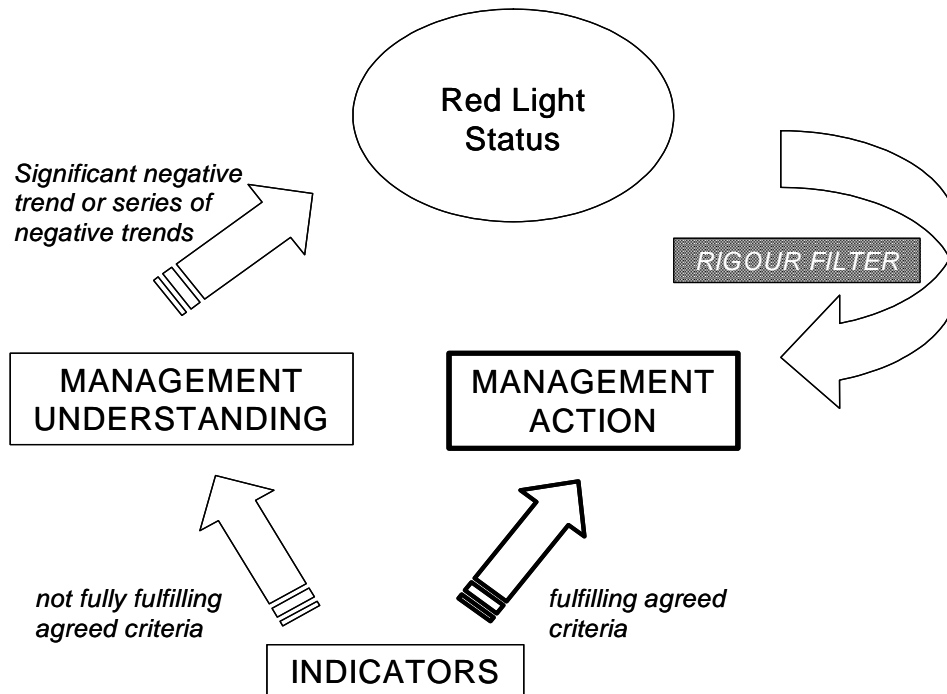 Red Light
Status
Significant negative
trend or series of
negative trends
RIGOUR FILTER
MANAGEMENT
UNDERSTANDING
MANAGEMENT
ACTION
not fully fulfilling
agreed criteria
fulfilling agreed
criteria
INDICATORS